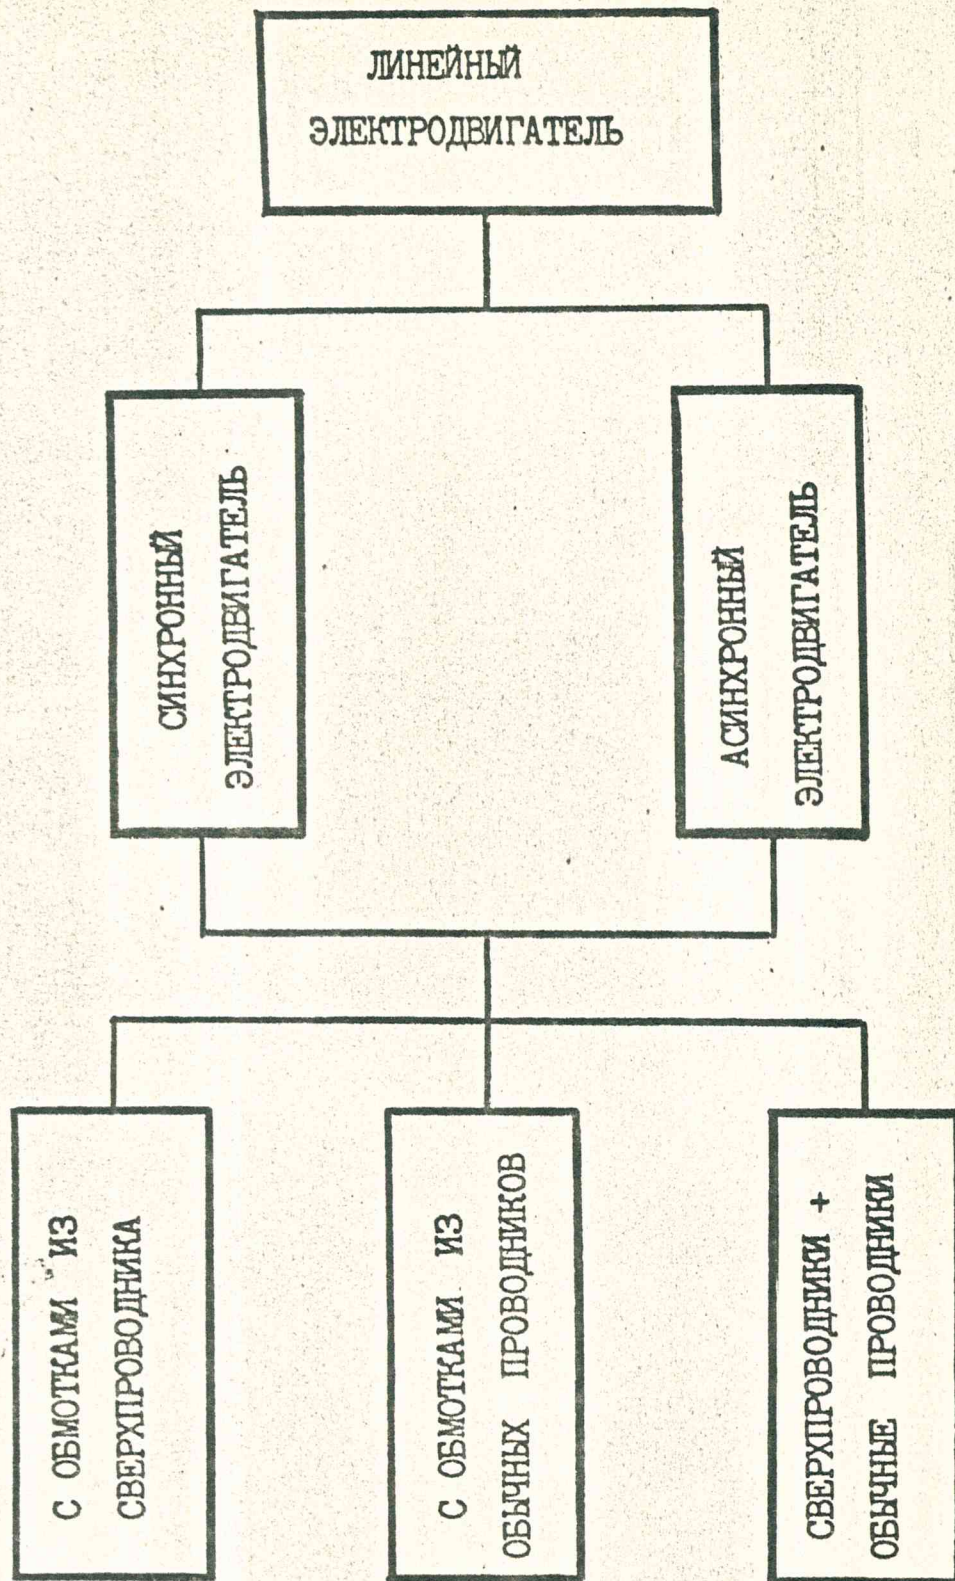 ЛИНЕЙНЫЙ
ЭЛЕКТРОДВИГАТЕЛЬ
СИНХРОННЫЙ
ЭЛЕКТРОДВИГАТЕЛЬ
АСИНХРОННЫЙ
ЭЛЕКТРОДВИГАТЕЛЬ
С ОБМОТКАМИ ИЗ
СВЕРХПРОВОДНИКА
С ОБМОТКАМИ ИЗ
ОБЫЧНЫХ ПРОВОДНИКОВ
СВЕРХПРОВОДНИКИ +
ОБЫЧНЫЕ ПРОВОДНИКИ